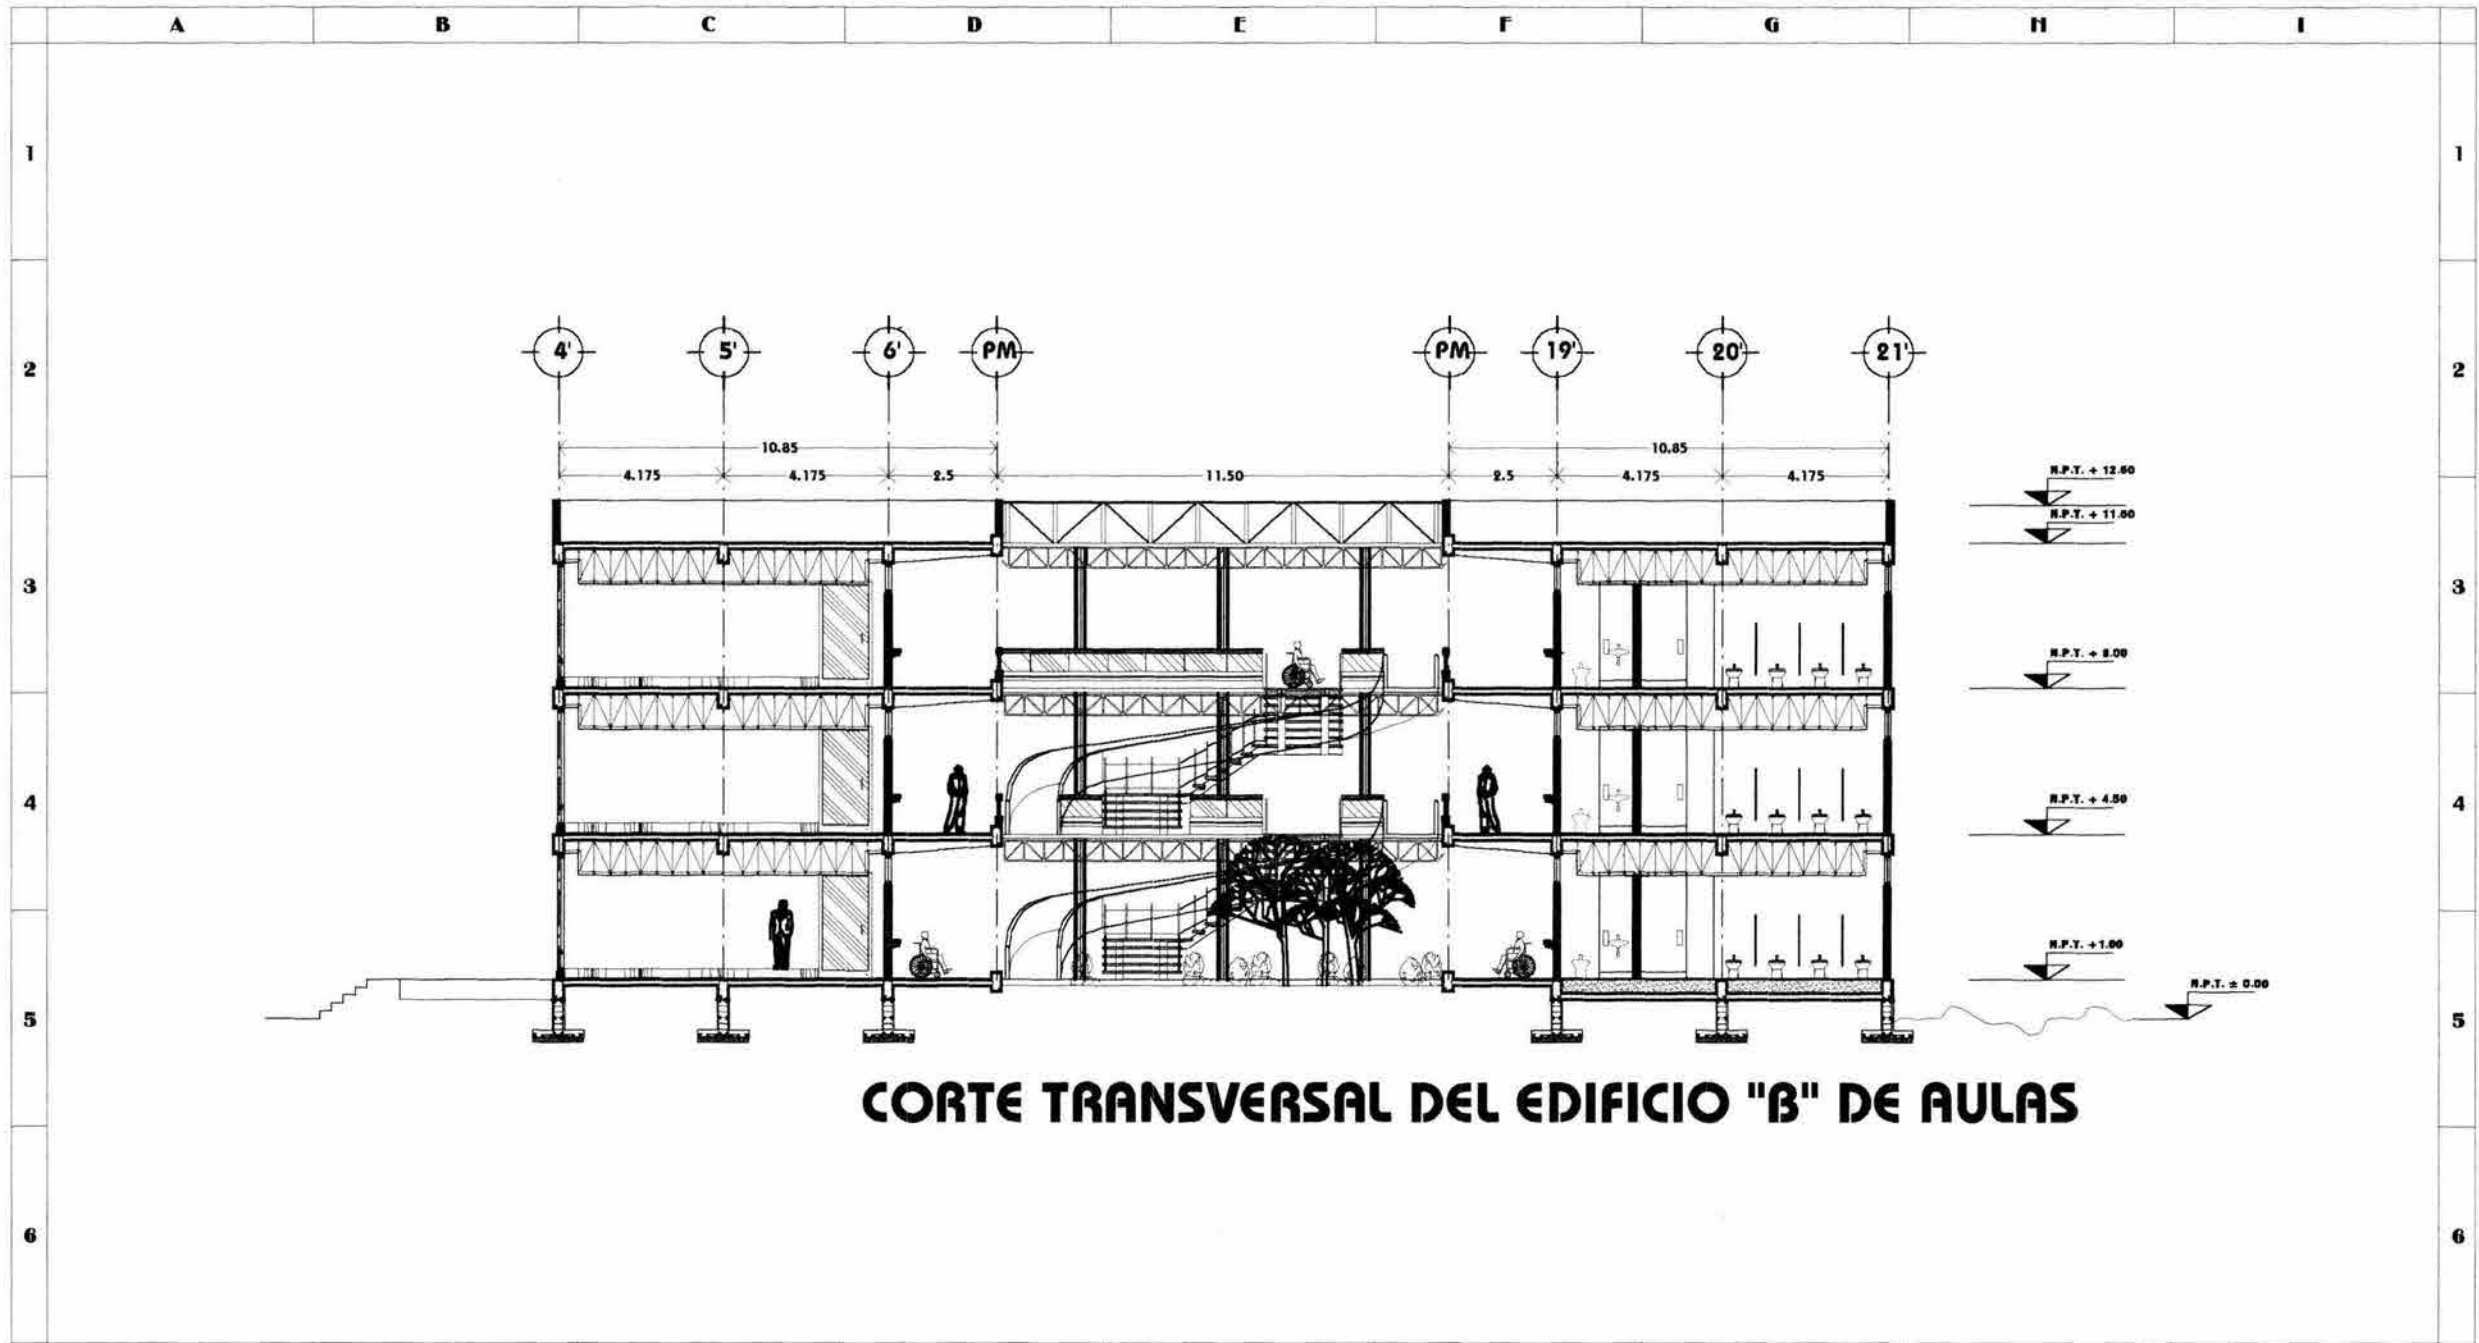 A B C D E F G H I
1 1
2 2
4' 5' 6' PM PM 19' 20' 21'
10.85 10.85
4.175 4.175 2.5 11.50 2.5 4.175 4.175
N.P.T. + 12.60
N.P.T. + 11.50
3 3
N.P.T. + 8.00
4 4
N.P.T. + 4.50
N.P.T. +1.00
N.P.T. ± 0.00
5 5
CORTE TRANSVERSAL DEL EDIFICIO "B" DE AULAS
6 6